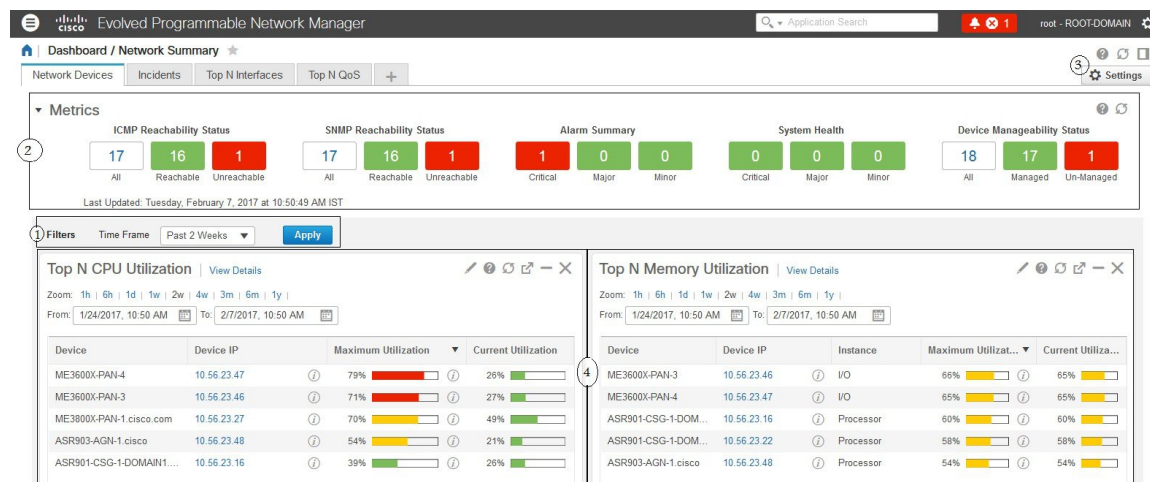 cisco Evolved Programmable Network Manager Application Search 1 root - ROOT-DOMAIN
Dashboard / Network Summary
Network Devices Incidents Top N Interfaces Top N QoS + 3 Settings
Metrics
ICMP Reachability Status SNMP Reachability Status Alarm Summary System Health Device Manageability Status
2 17 16 1 17 16 1 1 0 0 0 0 0 18 17 1
All Reachable Unreachable All Reachable Unreachable Critical Major Minor Critical Major Minor All Managed Un-Managed
Last Updated: Tuesday, February 7, 2017 at 10:50:49 AM IST
1 Filters Time Frame Past 2 Weeks Apply
Top N CPU Utilization | View Details
Zoom: 1h | 6h | 1d | 1w | 2w | 4w | 3m | 6m | 1y |
From: 1/24/2017, 10:50 AM To: 2/7/2017, 10:50 AM
Device Device IP Maximum Utilization Current Utilization
ME3600X-PAN-4 10.56.23.47 79% 26%
ME3600X-PAN-3 10.56.23.46 71% 27%
ME3800X-PAN-1.cisco.com 10.56.23.27 70% 49%
ASR903-AGN-1.cisco 10.56.23.48 54% 21%
ASR901-CSG-1-DOMAIN1.... 10.56.23.16 39% 26%
4
Top N Memory Utilization | View Details
Zoom: 1h | 6h | 1d | 1w | 2w | 4w | 3m | 6m | 1y |
From: 1/24/2017, 10:50 AM To: 2/7/2017, 10:50 AM
Device Device IP Instance Maximum Utilizat... Current Utiliza...
ME3600X-PAN-3 10.56.23.46 I/O 66% 65%
ME3600X-PAN-4 10.56.23.47 I/O 65% 65%
ASR901-CSG-1-DOM... 10.56.23.16 Processor 60% 60%
ASR901-CSG-1-DOM... 10.56.23.22 Processor 58% 58%
ASR903-AGN-1.cisco 10.56.23.48 Processor 54% 54%